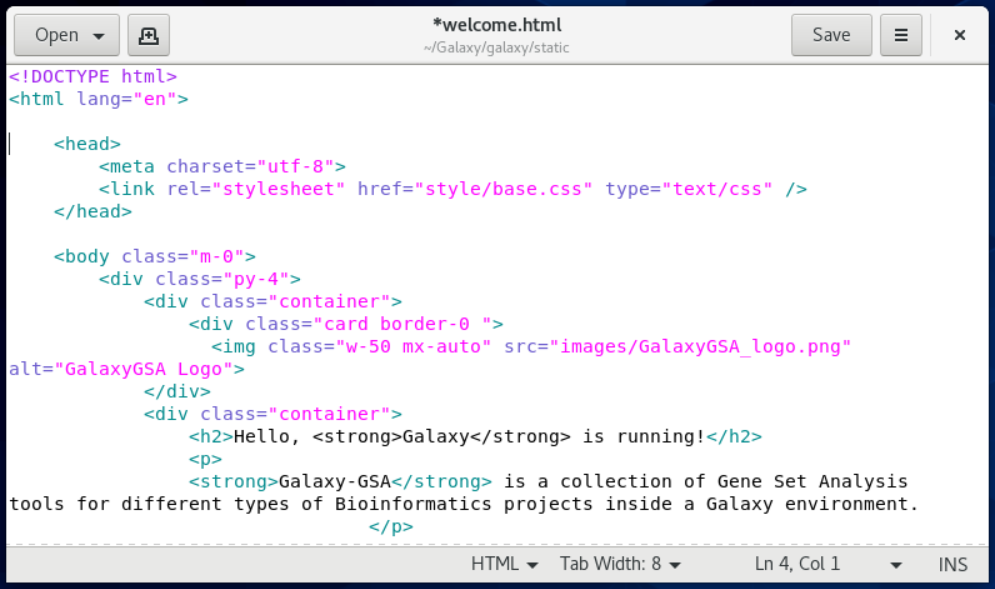 Open
*welcome.html
~/Galaxy/galaxy/static
Save
<!DOCTYPE html>
<html lang="en">
<head>
<meta charset="utf-8">
<link rel="stylesheet" href="style/base.css" type="text/css" />
</head>
<body class="m-0">
<div class="py-4">
<div class="container">
<div class="card border-0 ">
<img class="w-50 mx-auto" src="images/GalaxyGSA_logo.png"
alt="GalaxyGSA Logo">
</div>
<div class="container">
<h2>Hello, <strong>Galaxy</strong> is running!</h2>
<p>
<strong>Galaxy-GSA</strong> is a collection of Gene Set Analysis
tools for different types of Bioinformatics projects inside a Galaxy environment.
</p>
HTML Tab Width: 8 Ln 4, Col 1 INS